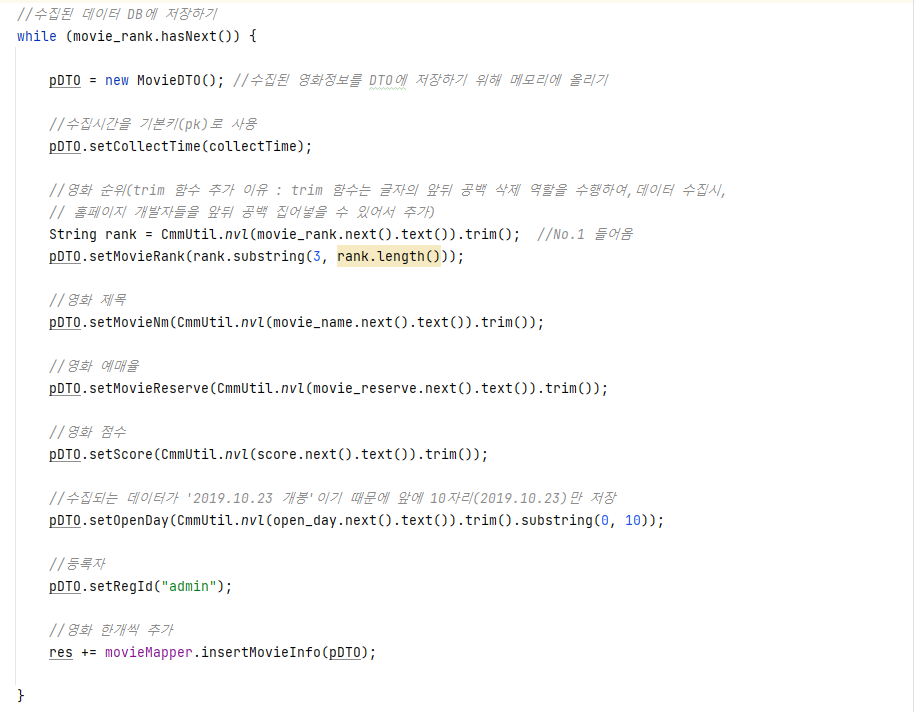 //수집된 데이터 DB에 저장하기
while (movie_rank.hasNext()) {
pDTO = new MovieDTO(); //수집된 영화정보를 DTO에 저장하기 위해 메모리에 올리기
//수집시간을 기본키(pk)로 사용
pDTO.setCollectTime(collectTime);
//영화 순위(trim 함수 추가 이유 : trim 함수는 글자의 앞뒤 공백 삭제 역할을 수행하여,데이터 수집시,
// 홈페이지 개발자들을 앞뒤 공백 집어넣을 수 있어서 추가)
String rank = CmmUtil.nvl(movie_rank.next().text()).trim(); //No.1 들어옴
pDTO.setMovieRank(rank.substring(3, rank.length()));
//영화 제목
pDTO.setMovieNm(CmmUtil.nvl(movie_name.next().text()).trim());
//영화 예매율
pDTO.setMovieReserve(CmmUtil.nvl(movie_reserve.next().text()).trim());
//영화 점수
pDTO.setScore(CmmUtil.nvl(score.next().text()).trim());
//수집되는 데이터가 '2019.10.23 개봉'이기 때문에 앞에 10자리(2019.10.23)만 저장
pDTO.setOpenDay(CmmUtil.nvl(open_day.next().text()).trim().substring(0, 10));
//등록자
pDTO.setRegId("admin");
//영화 한개씩 추가
res += movieMapper.insertMovieInfo(pDTO);
}